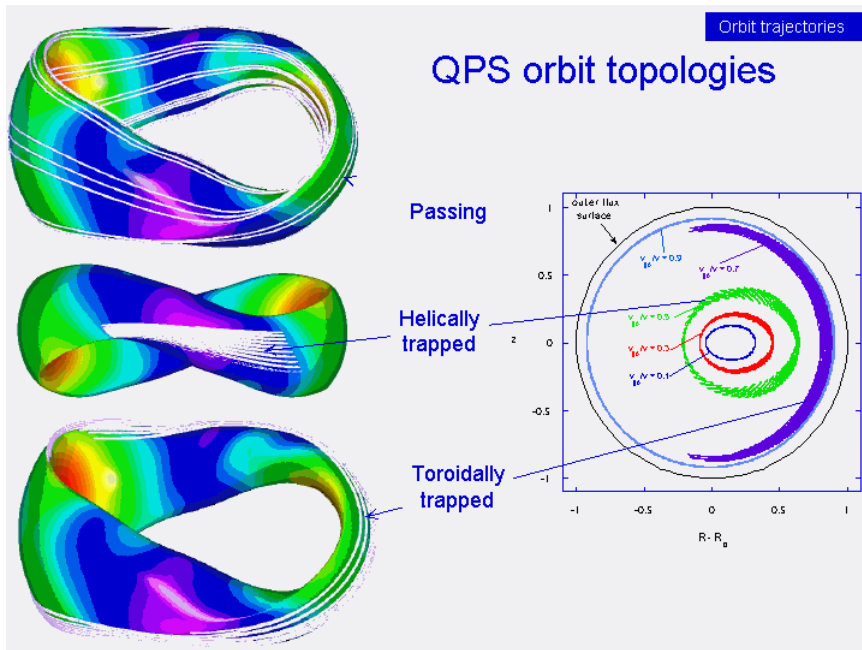 Orbit trajectories
QPS orbit topologies
Passing
Helically
trapped
Toroidally
trapped
outer flux
surface
1
0.5
0
-0.5
-1
-1
-0.5
0
0.5
1
z
R- R